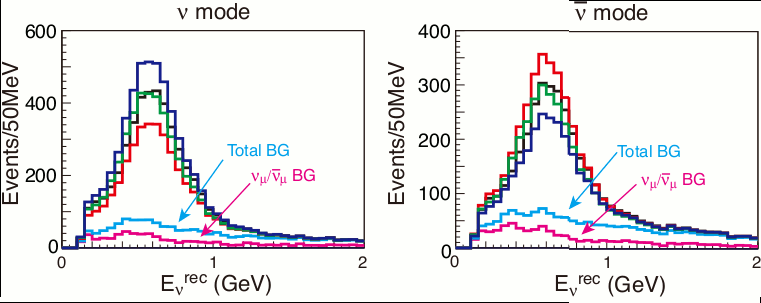 ν mode
600
400
200
0
Events/50MeV
Total BG
νμ/ν̅μ BG
0
1
2
Eνrec (GeV)
ν̅ mode
400
300
200
100
0
Events/50MeV
Total BG
νμ/ν̅μ BG
0
1
2
Eνrec (GeV)